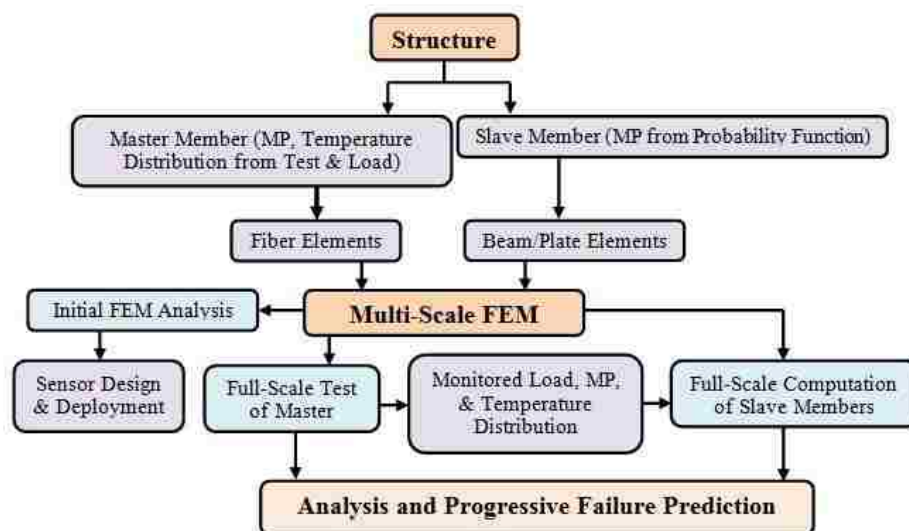 Structure
Master Member (MP, Temperature
Distribution from Test & Load)
Slave Member (MP from Probability Function)
Fiber Elements
Beam/Plate Elements
Initial FEM Analysis
Multi-Scale FEM
Sensor Design
& Deployment
Full-Scale Test
of Master
Monitored Load, MP,
& Temperature
Distribution
Full-Scale Computation
of Slave Members
Analysis and Progressive Failure Prediction